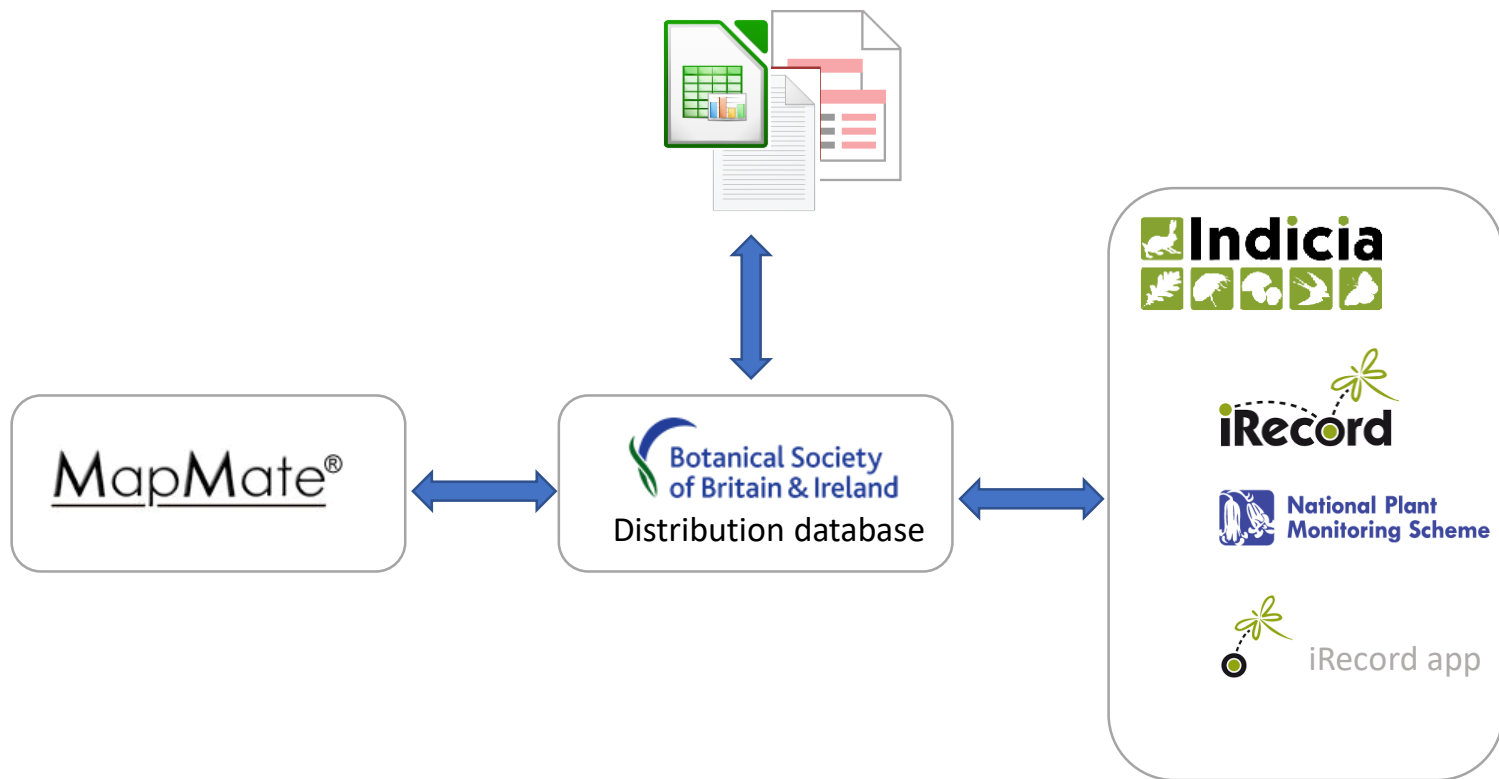 Indicia
iRecord
MapMate®
Botanical Society
of Britain & Ireland
Distribution database
National Plant
Monitoring Scheme
iRecord app